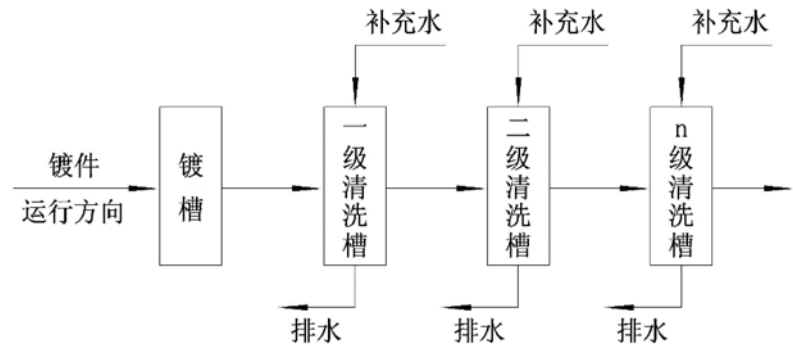 补充水
补充水
补充水
镀件
运行方向
镀槽
一级清洗槽
二级清洗槽
n级清洗槽
排水
排水
排水